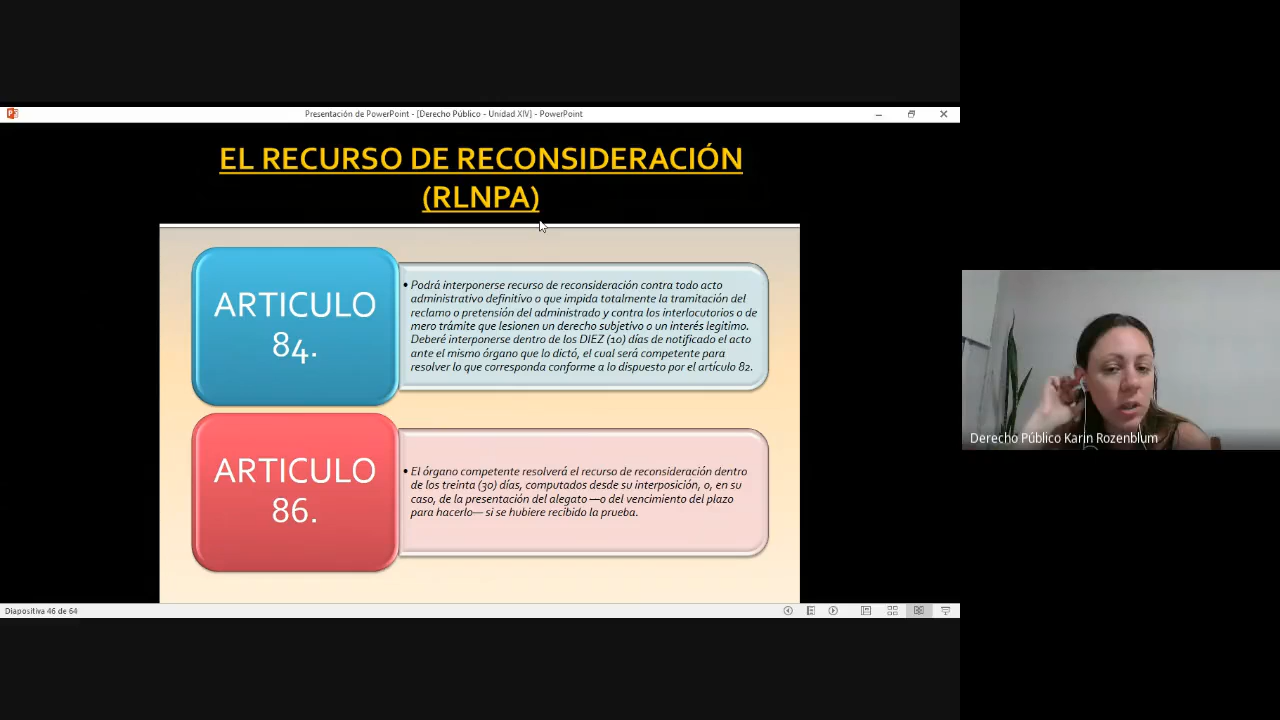 Presentación de PowerPoint - [Derecho Público - Unidad XIV] - PowerPoint
EL RECURSO DE RECONSIDERACIÓN
(RLNPA)
ARTICULO
84.
• Podrá interponerse recurso de reconsideración contra todo acto
administrativo definitivo o que impida totalmente la tramitación del
reclamo o pretensión del administrado y contra los interlocutorios o de
mero trámite que lesionen un derecho subjetivo o un interés legítimo.
Deberé interponerse dentro de los DIEZ (10) días de notificado el acto
ante el mismo órgano que lo dictó, el cual será competente para
resolver lo que corresponda conforme a lo dispuesto por el artículo 82.
ARTICULO
86.
• El órgano competente resolverá el recurso de reconsideración dentro
de los treinta (30) días, computados desde su interposición, o, en su
caso, de la presentación del alegato —o del vencimiento del plazo
para hacerlo— si se hubiere recibido la prueba.
Derecho Público Karin Rozenblum
Diapositiva 46 de 64